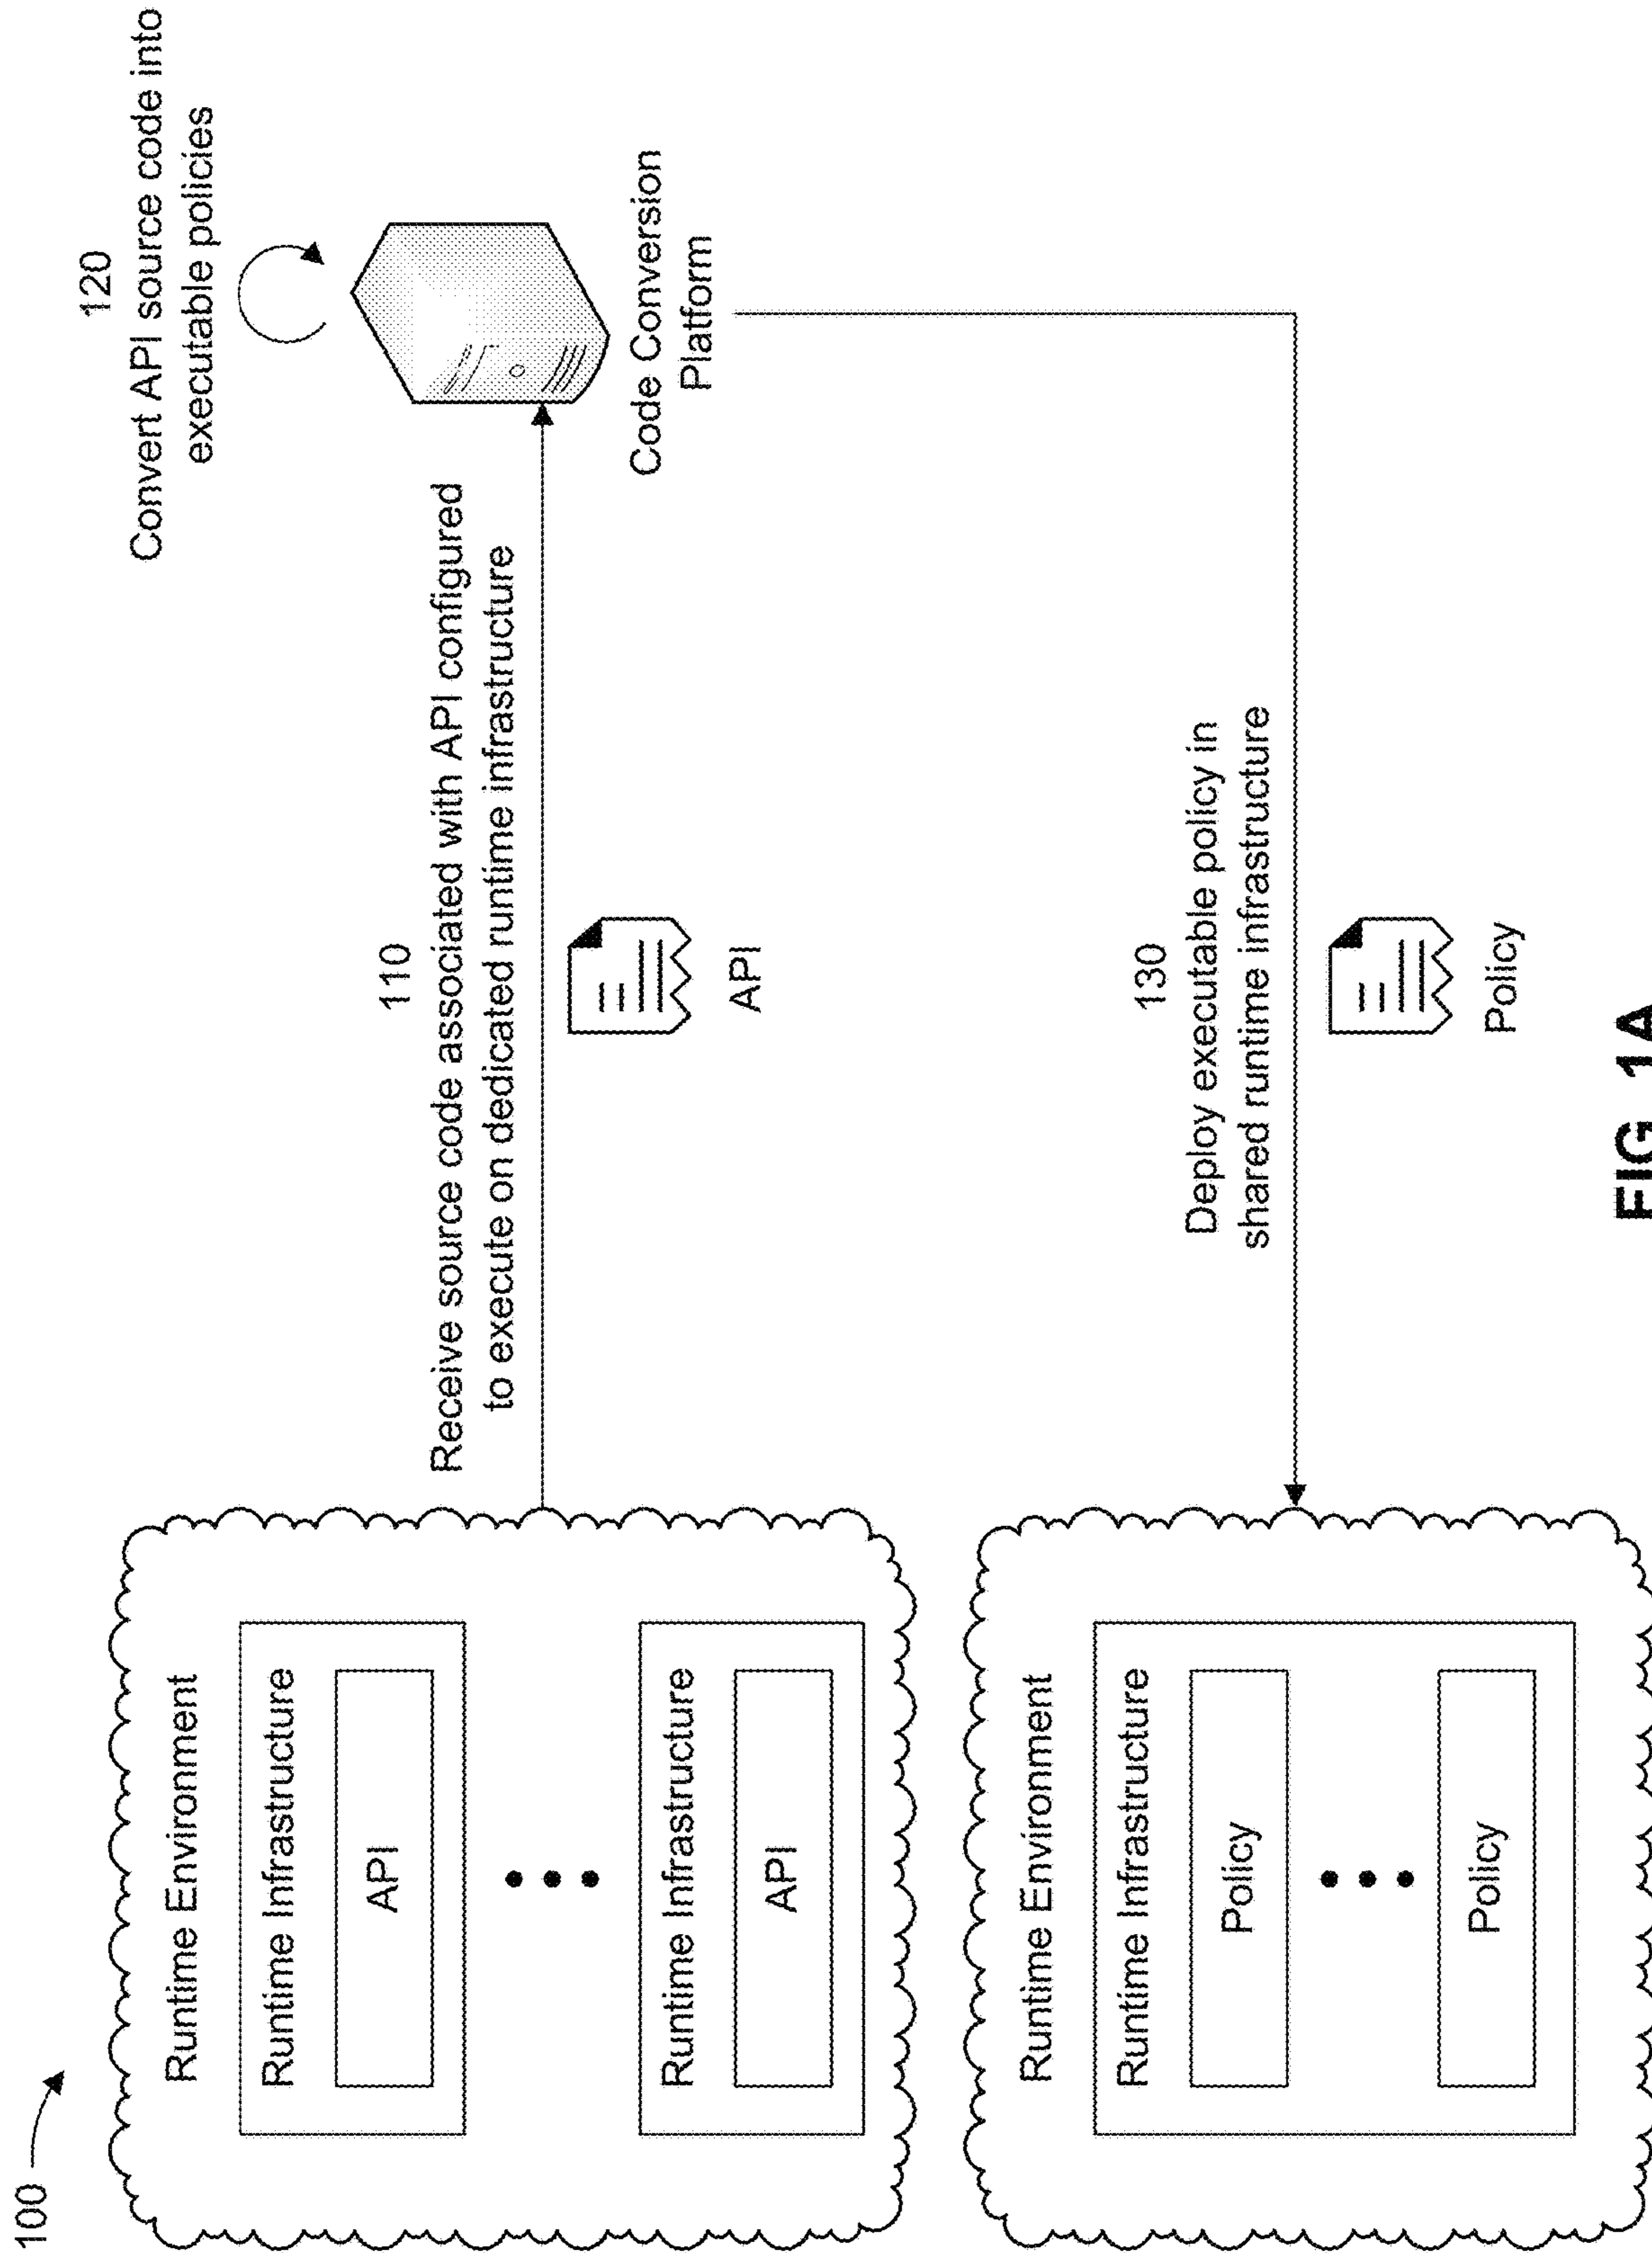 100
Runtime Environment
Runtime Infrastructure
API
Runtime Infrastructure
API
110
Receive source code associated with API configured
to execute on dedicated runtime infrastructure
API
120
Convert API source code into
executable policies
Code Conversion
Platform
Runtime Environment
Runtime Infrastructure
Policy
Policy
130
Deploy executable policy in
shared runtime infrastructure
Policy
FIG. 1A